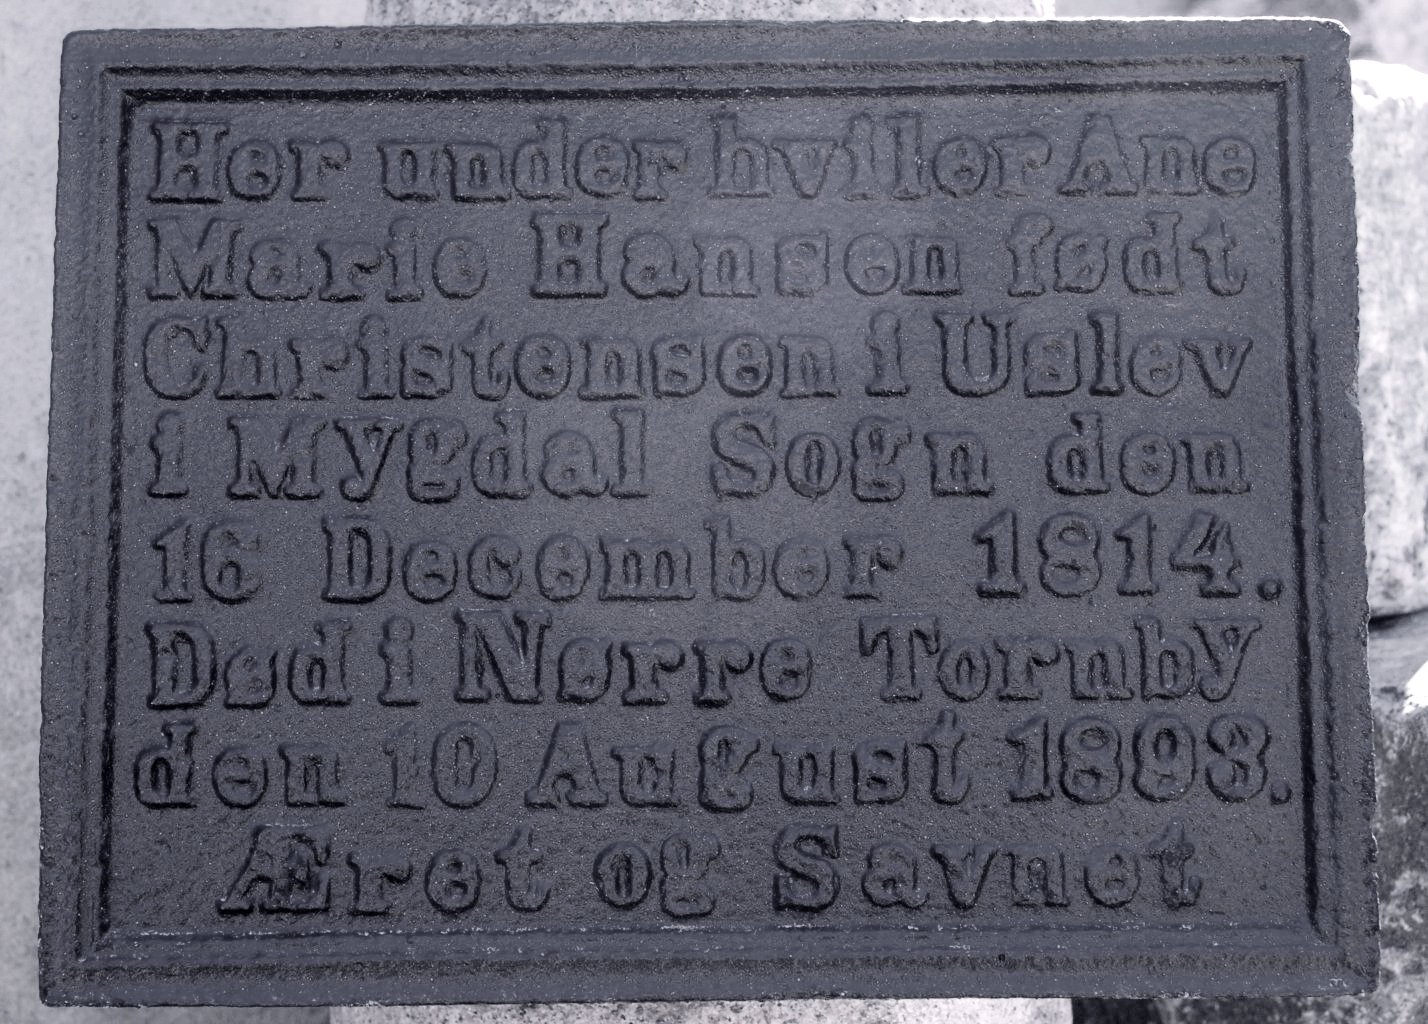 Her under hviler Ane
Marie Hansen født
Christensen i Uslev
i Mygdal Sogn den
16 December 1814.
Død i Nørre Tornby
den 10 August 1893.
Æret og Savnet